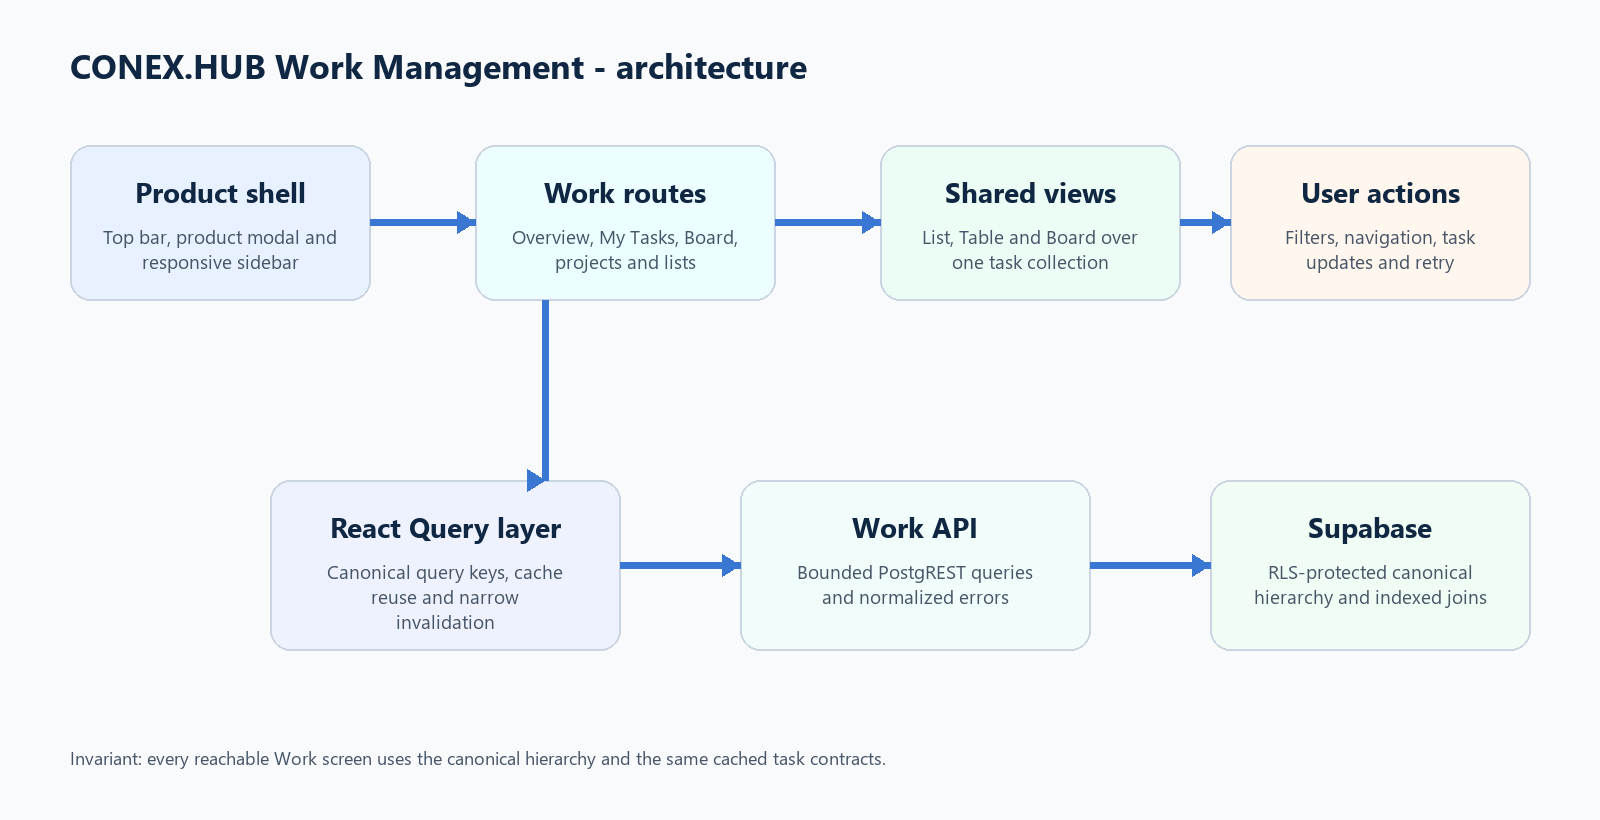 CONEX.HUB Work Management - architecture
Product shell
Top bar, product modal and
responsive sidebar
Work routes
Overview, My Tasks, Board,
projects and lists
Shared views
List, Table and Board over
one task collection
User actions
Filters, navigation, task
updates and retry
React Query layer
Canonical query keys, cache
reuse and narrow
invalidation
Work API
Bounded PostgREST queries
and normalized errors
Supabase
RLS-protected canonical
hierarchy and indexed joins
Invariant: every reachable Work screen uses the canonical hierarchy and the same cached task contracts.